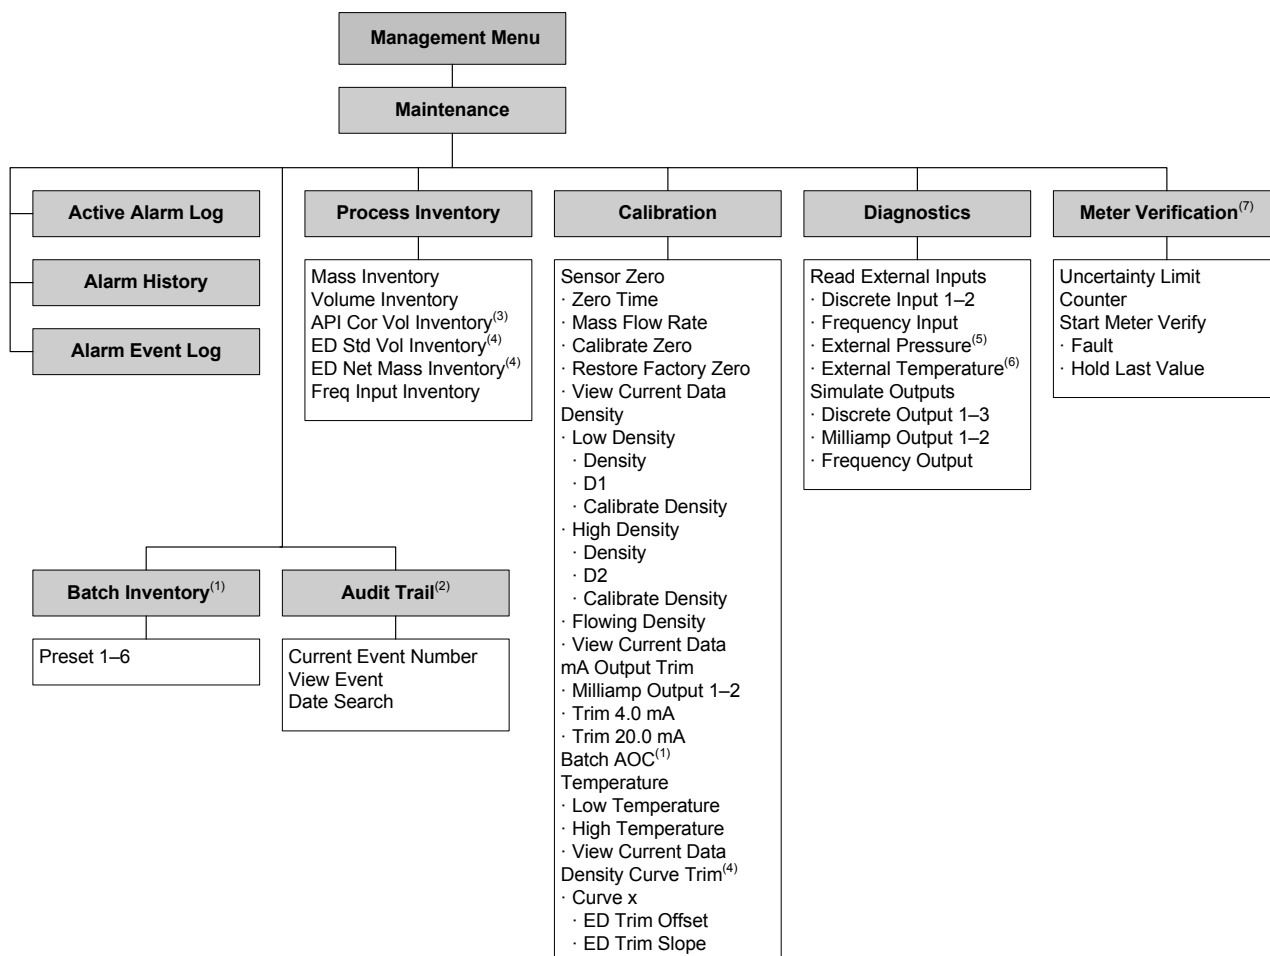 Management Menu
Maintenance
Active Alarm Log
Alarm History
Alarm Event Log
Process Inventory
Mass Inventory
Volume Inventory
API Cor Vol Inventory(3)
ED Std Vol Inventory(4)
ED Net Mass Inventory(4)
Freq Input Inventory
Calibration
Sensor Zero
· Zero Time
· Mass Flow Rate
· Calibrate Zero
· Restore Factory Zero
· View Current Data
Density
· Low Density
· Density
· D1
· Calibrate Density
· High Density
· Density
· D2
· Calibrate Density
· Flowing Density
· View Current Data
mA Output Trim
· Milliamp Output 1–2
· Trim 4.0 mA
· Trim 20.0 mA
Batch AOC(1)
Temperature
· Low Temperature
· High Temperature
· View Current Data
Density Curve Trim(4)
· Curve x
· ED Trim Offset
· ED Trim Slope
Diagnostics
Read External Inputs
· Discrete Input 1–2
· Frequency Input
· External Pressure(5)
· External Temperature(6)
Simulate Outputs
· Discrete Output 1–3
· Milliamp Output 1–2
· Frequency Output
Meter Verification(7)
Uncertainty Limit
Counter
Start Meter Verify
· Fault
· Hold Last Value
Batch Inventory(1)
Preset 1–6
Audit Trail(2)
Current Event Number
View Event
Date Search